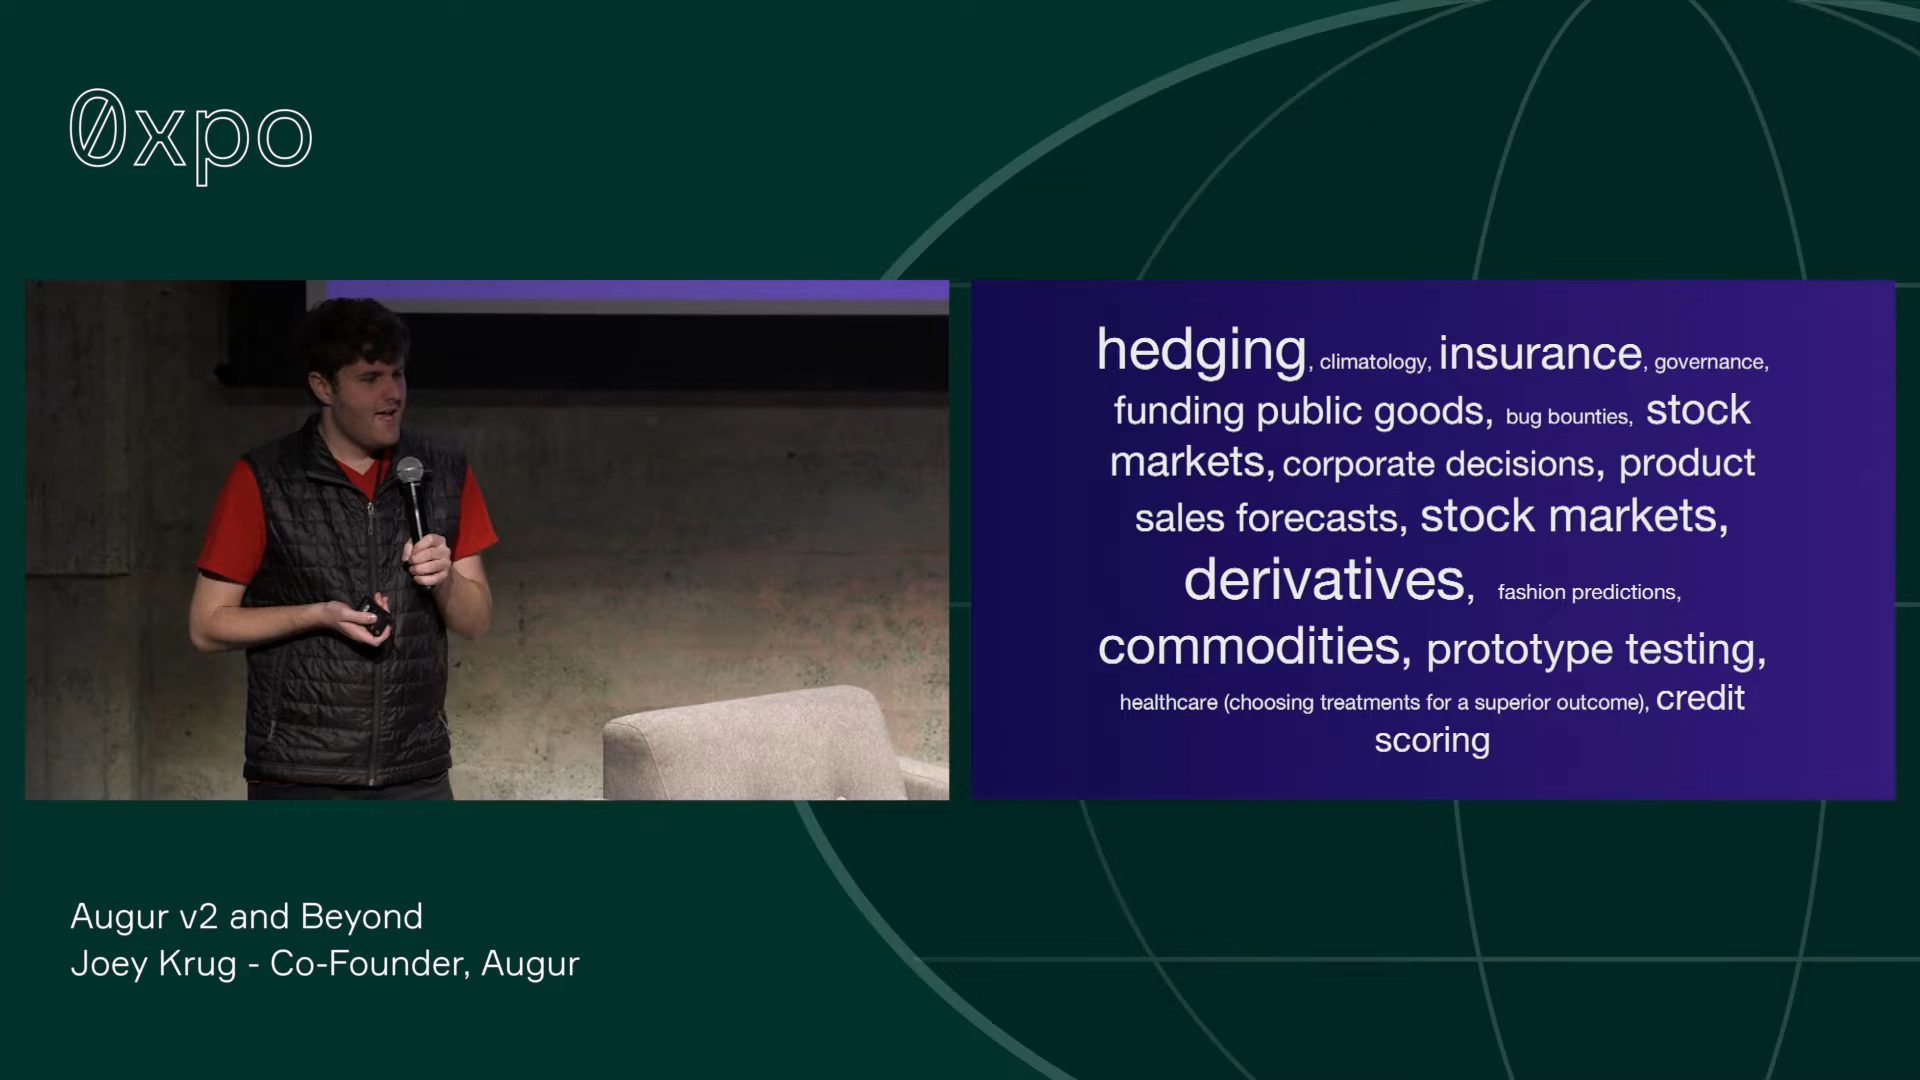 0xpo
hedging, climatology, insurance, governance,
funding public goods, bug bounties, stock
markets, corporate decisions, product
sales forecasts, stock markets,
derivatives, fashion predictions,
commodities, prototype testing,
healthcare (choosing treatments for a superior outcome), credit
scoring
Augur v2 and Beyond
Joey Krug - Co-Founder, Augur